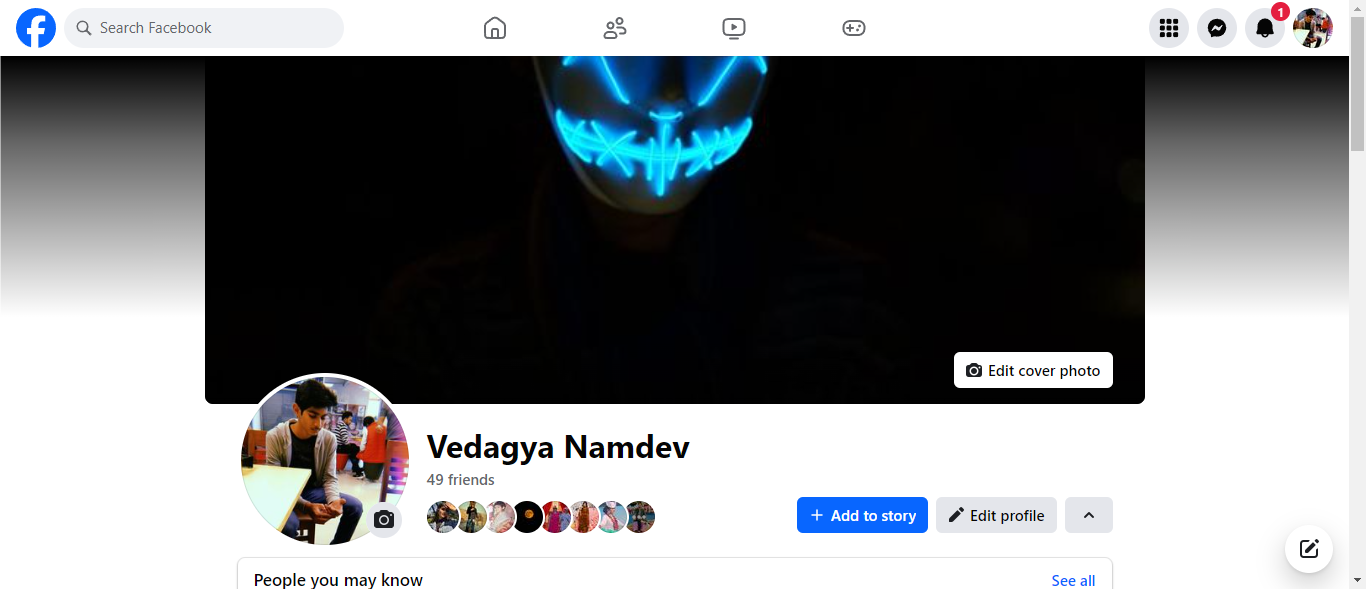 Search Facebook
1
Edit cover photo
Vedagya Namdev
49 friends
+ Add to story
Edit profile
People you may know
See all